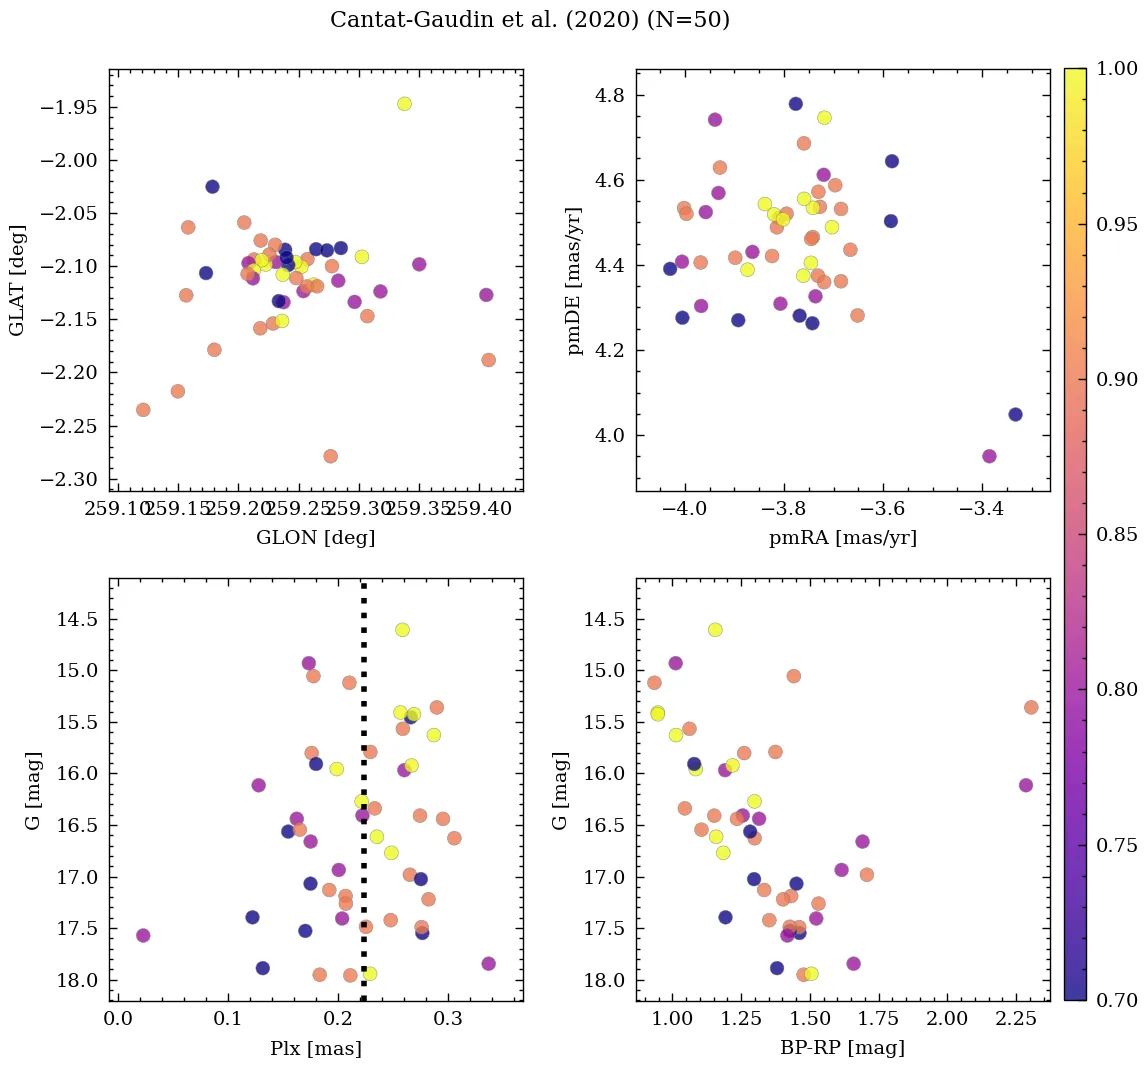 Cantat-Gaudin et al. (2020) (N=50)
−1.95
−2.00
−2.05
−2.10
−2.15
−2.20
−2.25
−2.30
GLAT [deg]
259.10 259.15 259.20 259.25 259.30 259.35 259.40
GLON [deg]
4.8
4.6
4.4
4.2
4.0
pmDE [mas/yr]
−4.0 −3.8 −3.6 −3.4
pmRA [mas/yr]
14.5
15.0
15.5
16.0
16.5
17.0
17.5
18.0
G [mag]
0.0 0.1 0.2 0.3
Plx [mas]
14.5
15.0
15.5
16.0
16.5
17.0
17.5
18.0
G [mag]
1.00 1.25 1.50 1.75 2.00 2.25
BP-RP [mag]
1.00
0.95
0.90
0.85
0.80
0.75
0.70